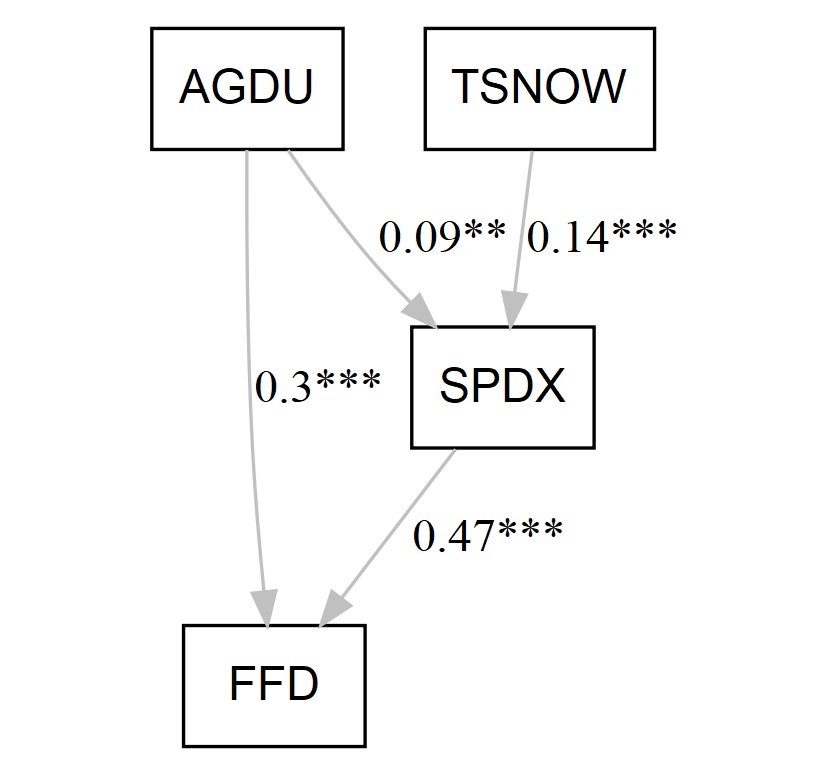 AGDU
TSNOW
0.09**
0.14***
0.3***
SPDX
0.47***
FFD